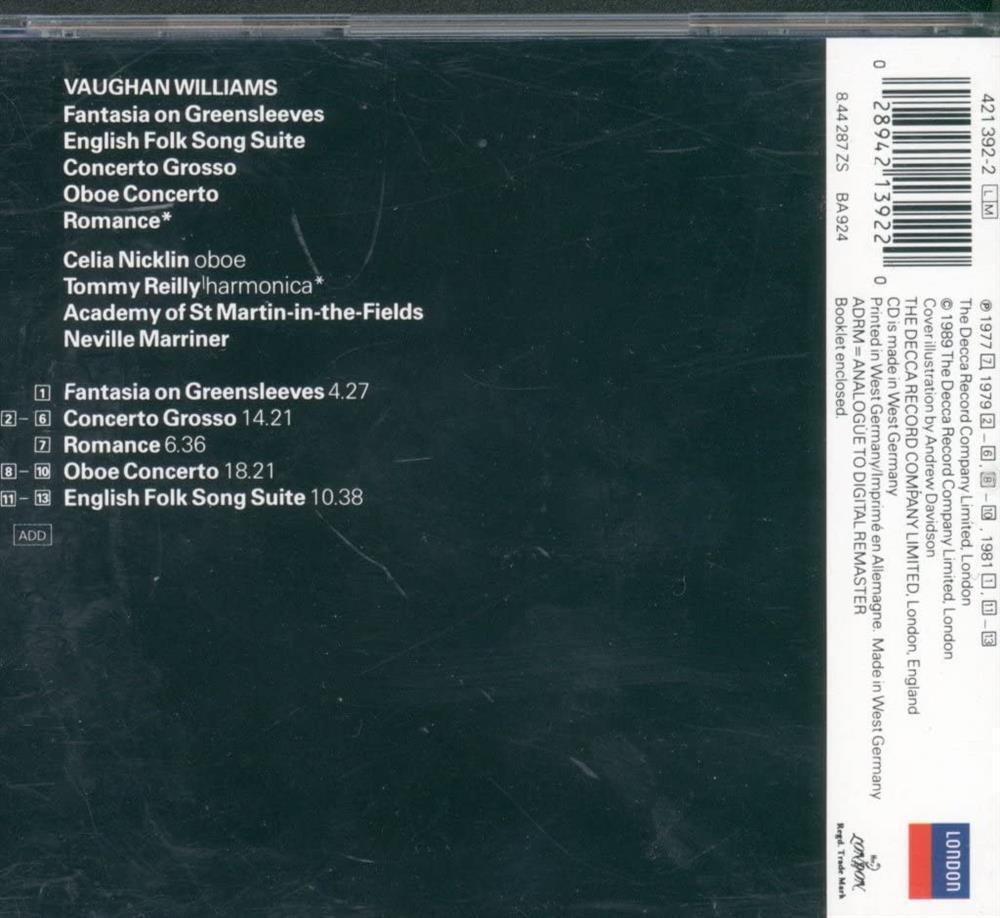 VAUGHAN WILLIAMS
Fantasia on Greensleeves
English Folk Song Suite
Concerto Grosso
Oboe Concerto
Romance*
Celia Nicklin oboe
Tommy Reilly harmonica*
Academy of St Martin-in-the-Fields
Neville Marriner
1 Fantasia on Greensleeves 4.27
2 – 6 Concerto Grosso 14.21
7 Romance 6.36
8 – 10 Oboe Concerto 18.21
11 – 13 English Folk Song Suite 10.38
ADD
421 392-2 LM
0 28942 13922 0
8.44 287 ZS BA 924
℗ 1977 7, 1979 2 – 6, 8 – 10, 1981 1, 11 – 13
The Decca Record Company Limited, London
© 1989 The Decca Record Company Limited, London
Cover illustration by Andrew Davidson
THE DECCA RECORD COMPANY LIMITED, London, England
CD is made in West Germany
Printed in West Germany/Imprimé en Allemagne. Made in West Germany
ADRM = ANALOGUE TO DIGITAL REMASTER
Booklet enclosed.
LONDON
LONDON
Regd. Trade Mark